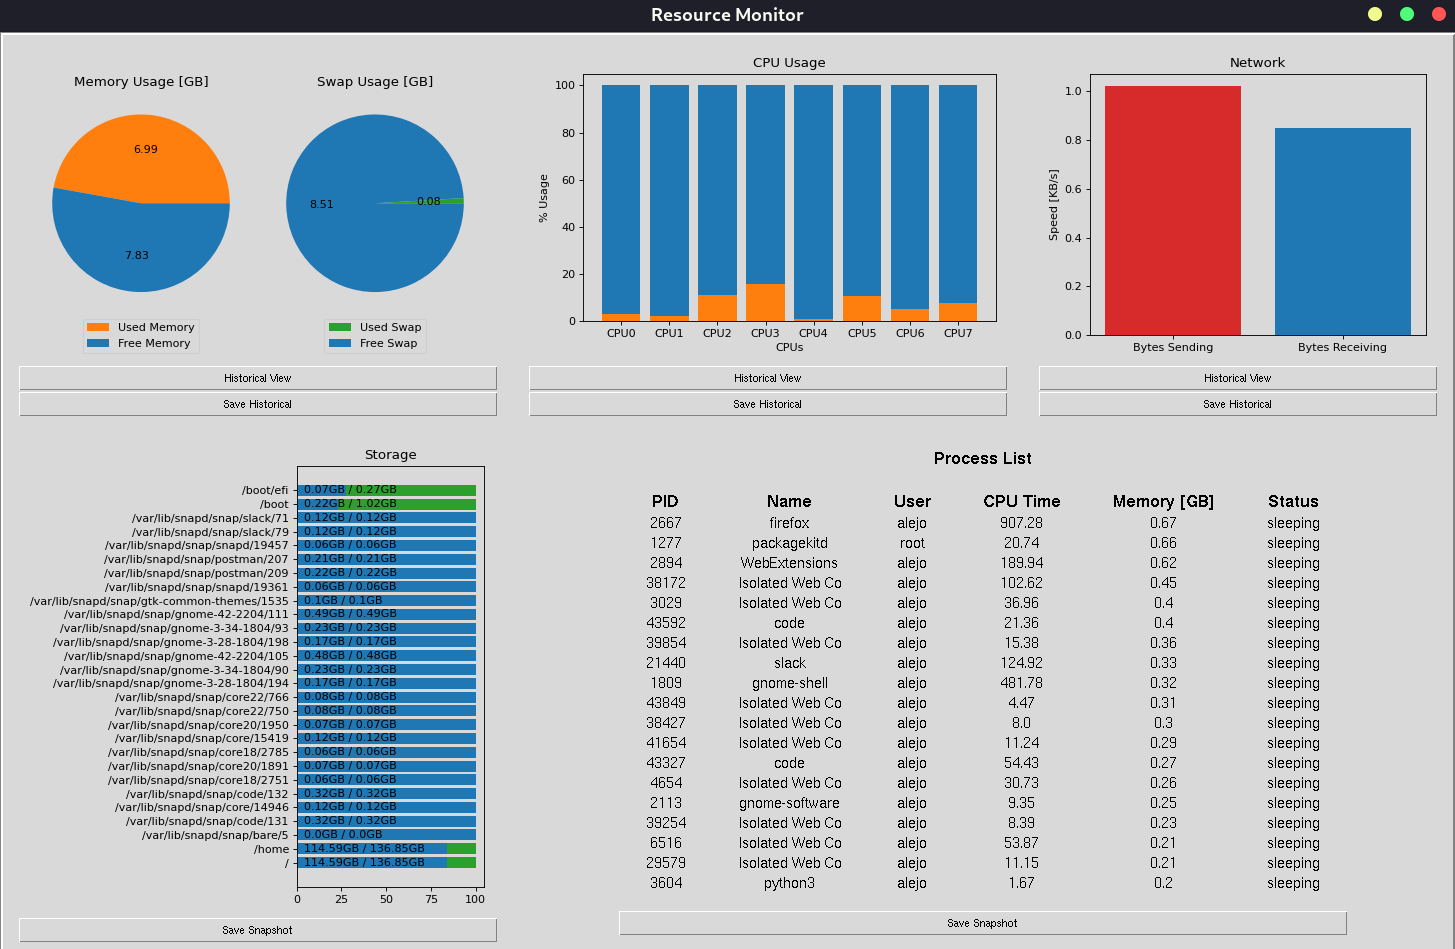 Resource Monitor
Memory Usage [GB]
6.99
7.83
Used Memory
Free Memory
Swap Usage [GB]
8.51
0.08
Used Swap
Free Swap
Historical View
Save Historical
CPU Usage
% Usage
100
80
60
40
20
0
CPU0 CPU1 CPU2 CPU3 CPU4 CPU5 CPU6 CPU7
CPUs
Historical View
Save Historical
Network
Speed [KB/s]
1.0
0.8
0.6
0.4
0.2
0.0
Bytes Sending Bytes Receiving
Historical View
Save Historical
Storage
/boot/efi 0.07GB / 0.27GB
/boot 0.22GB / 1.02GB
/var/lib/snapd/snap/slack/71 0.12GB / 0.12GB
/var/lib/snapd/snap/slack/79 0.12GB / 0.12GB
/var/lib/snapd/snap/snapd/19457 0.06GB / 0.06GB
/var/lib/snapd/snap/postman/207 0.21GB / 0.21GB
/var/lib/snapd/snap/postman/209 0.22GB / 0.22GB
/var/lib/snapd/snap/snapd/19361 0.06GB / 0.06GB
/var/lib/snapd/snap/gtk-common-themes/1535 0.1GB / 0.1GB
/var/lib/snapd/snap/gnome-42-2204/111 0.49GB / 0.49GB
/var/lib/snapd/snap/gnome-3-34-1804/93 0.23GB / 0.23GB
/var/lib/snapd/snap/gnome-3-28-1804/198 0.17GB / 0.17GB
/var/lib/snapd/snap/gnome-42-2204/105 0.48GB / 0.48GB
/var/lib/snapd/snap/gnome-3-34-1804/90 0.23GB / 0.23GB
/var/lib/snapd/snap/gnome-3-28-1804/194 0.17GB / 0.17GB
/var/lib/snapd/snap/core22/766 0.08GB / 0.08GB
/var/lib/snapd/snap/core22/750 0.08GB / 0.08GB
/var/lib/snapd/snap/core20/1950 0.07GB / 0.07GB
/var/lib/snapd/snap/core/15419 0.12GB / 0.12GB
/var/lib/snapd/snap/core18/2785 0.06GB / 0.06GB
/var/lib/snapd/snap/core20/1891 0.07GB / 0.07GB
/var/lib/snapd/snap/core18/2751 0.06GB / 0.06GB
/var/lib/snapd/snap/code/132 0.32GB / 0.32GB
/var/lib/snapd/snap/core/14946 0.12GB / 0.12GB
/var/lib/snapd/snap/code/131 0.32GB / 0.32GB
/var/lib/snapd/snap/bare/5 0.0GB / 0.0GB
/home 114.59GB / 136.85GB
/ 114.59GB / 136.85GB
0 25 50 75 100
Save Snapshot
Process List
PID Name User CPU Time Memory [GB] Status
2667 firefox alejo 907.28 0.67 sleeping
1277 packagekitd root 20.74 0.66 sleeping
2894 WebExtensions alejo 189.94 0.62 sleeping
38172 Isolated Web Co alejo 102.62 0.45 sleeping
3029 Isolated Web Co alejo 36.96 0.4 sleeping
43592 code alejo 21.36 0.4 sleeping
39854 Isolated Web Co alejo 15.38 0.36 sleeping
21440 slack alejo 124.92 0.33 sleeping
1809 gnome-shell alejo 481.78 0.32 sleeping
43849 Isolated Web Co alejo 4.47 0.31 sleeping
38427 Isolated Web Co alejo 8.0 0.3 sleeping
41654 Isolated Web Co alejo 11.24 0.29 sleeping
43327 code alejo 54.43 0.27 sleeping
4654 Isolated Web Co alejo 30.73 0.26 sleeping
2113 gnome-software alejo 9.35 0.25 sleeping
39254 Isolated Web Co alejo 8.39 0.23 sleeping
6516 Isolated Web Co alejo 53.87 0.21 sleeping
29579 Isolated Web Co alejo 11.15 0.21 sleeping
3604 python3 alejo 1.67 0.2 sleeping
Save Snapshot